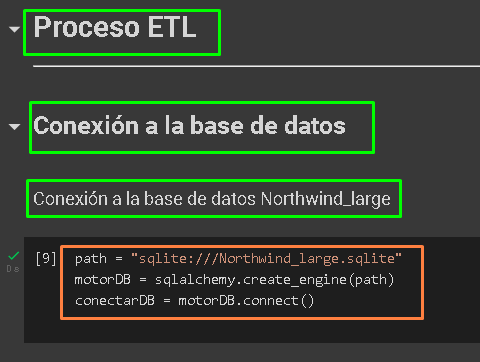 Proceso ETL
Conexión a la base de datos
Conexión a la base de datos Northwind_large
[9] path = "sqlite:///Northwind_large.sqlite"
0 s motorDB = sqlalchemy.create_engine(path)
conectarDB = motorDB.connect()